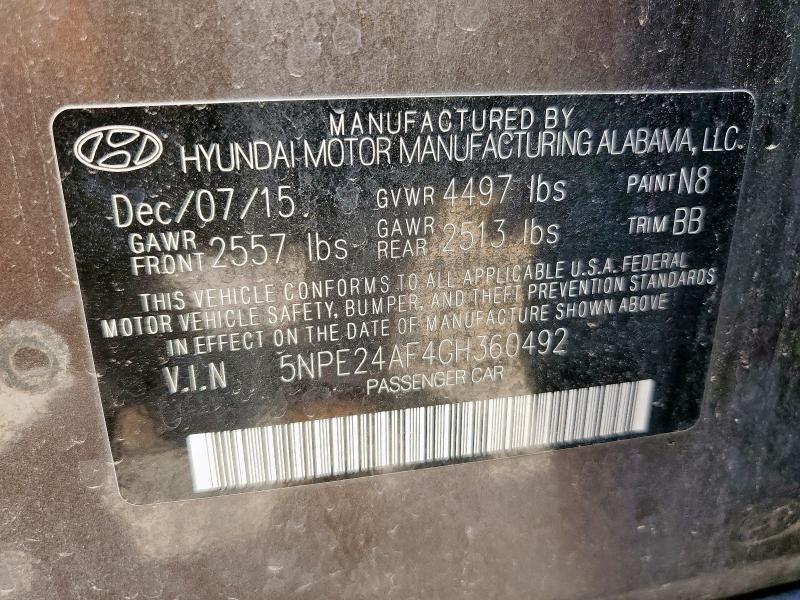 MANUFACTURED BY
HYUNDAI MOTOR MANUFACTURING ALABAMA, LLC.
Dec/07/15 GVWR 4497 lbs PAINT N8
GAWR FRONT 2557 lbs GAWR REAR 2513 lbs TRIM BB
THIS VEHICLE CONFORMS TO ALL APPLICABLE U.S.A. FEDERAL
MOTOR VEHICLE SAFETY, BUMPER, AND THEFT PREVENTION STANDARDS
IN EFFECT ON THE DATE OF MANUFACTURE SHOWN ABOVE
V.I.N 5NPE24AF4GH360492
PASSENGER CAR